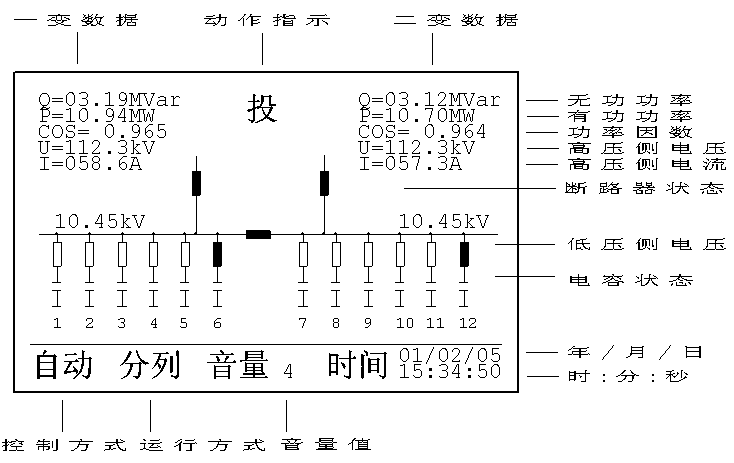 一变数据 动作指示 二变数据
Q=03.19MVar 投 Q=03.12MVar 无功功率
P=10.94MW P=10.70MW 有功功率
COS= 0.965 COS= 0.964 功率因数
U=112.3kV U=112.3kV 高压侧电压
I=058.6A I=057.3A 高压侧电流
断路器状态
10.45kV 10.45kV
低压侧电压
电容状态
1 2 3 4 5 6 7 8 9 10 11 12
自动 分列 音量 4 时间 01/02/05 年/月/日
15:34:50 时:分:秒
控制方式 运行方式 音量值